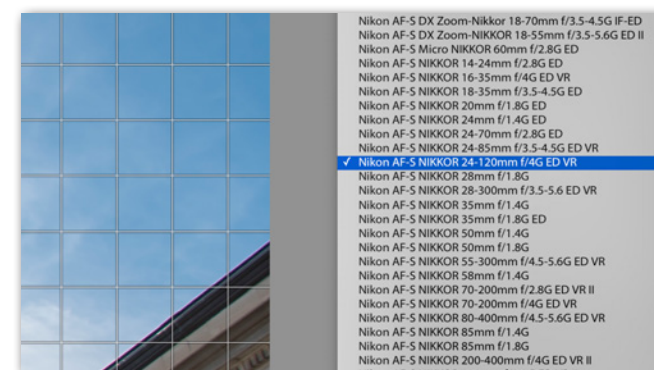 Nikon AF-S DX Zoom-Nikkor 18-70mm f/3.5-4.5G IF-ED
Nikon AF-S DX Zoom-NIKKOR 18-55mm f/3.5-5.6G ED II
Nikon AF-S Micro NIKKOR 60mm f/2.8G ED
Nikon AF-S NIKKOR 14-24mm f/2.8G ED
Nikon AF-S NIKKOR 16-35mm f/4G ED VR
Nikon AF-S NIKKOR 18-35mm f/3.5-4.5G ED
Nikon AF-S NIKKOR 20mm f/1.8G ED
Nikon AF-S NIKKOR 24mm f/1.4G ED
Nikon AF-S NIKKOR 24-70mm f/2.8G ED
Nikon AF-S NIKKOR 24-85mm f/3.5-4.5G ED VR
✓ Nikon AF-S NIKKOR 24-120mm f/4G ED VR
Nikon AF-S NIKKOR 28mm f/1.8G
Nikon AF-S NIKKOR 28-300mm f/3.5-5.6 ED VR
Nikon AF-S NIKKOR 35mm f/1.4G
Nikon AF-S NIKKOR 35mm f/1.8G ED
Nikon AF-S NIKKOR 50mm f/1.4G
Nikon AF-S NIKKOR 50mm f/1.8G
Nikon AF-S NIKKOR 55-300mm f/4.5-5.6G ED VR
Nikon AF-S NIKKOR 58mm f/1.4G
Nikon AF-S NIKKOR 70-200mm f/2.8G ED VR II
Nikon AF-S NIKKOR 70-200mm f/4G ED VR
Nikon AF-S NIKKOR 80-400mm f/4.5-5.6G ED VR
Nikon AF-S NIKKOR 85mm f/1.4G
Nikon AF-S NIKKOR 85mm f/1.8G
Nikon AF-S NIKKOR 200-400mm f/4G ED VR II